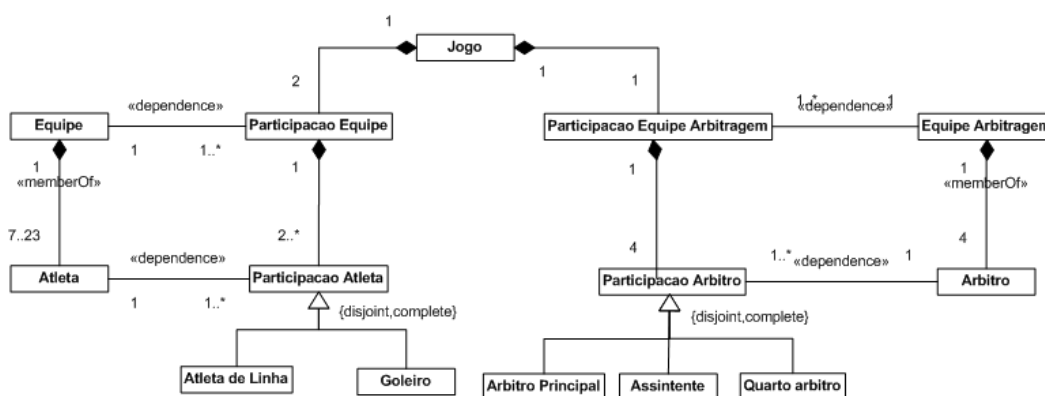 1
Jogo
2
1
1
«dependence»
1..*
1
«dependence»
Equipe
Participacao Equipe
Participacao Equipe Arbitragem
Equipe Arbitragem
1
1
1..*
1
1
1
«memberOf»
«memberOf»
7..23
2..*
4
4
«dependence»
1..*
«dependence»
1
Atleta
Participacao Atleta
Participacao Arbitro
Arbitro
1
1..*
{disjoint,complete}
{disjoint,complete}
Atleta de Linha
Goleiro
Arbitro Principal
Assintente
Quarto arbitro